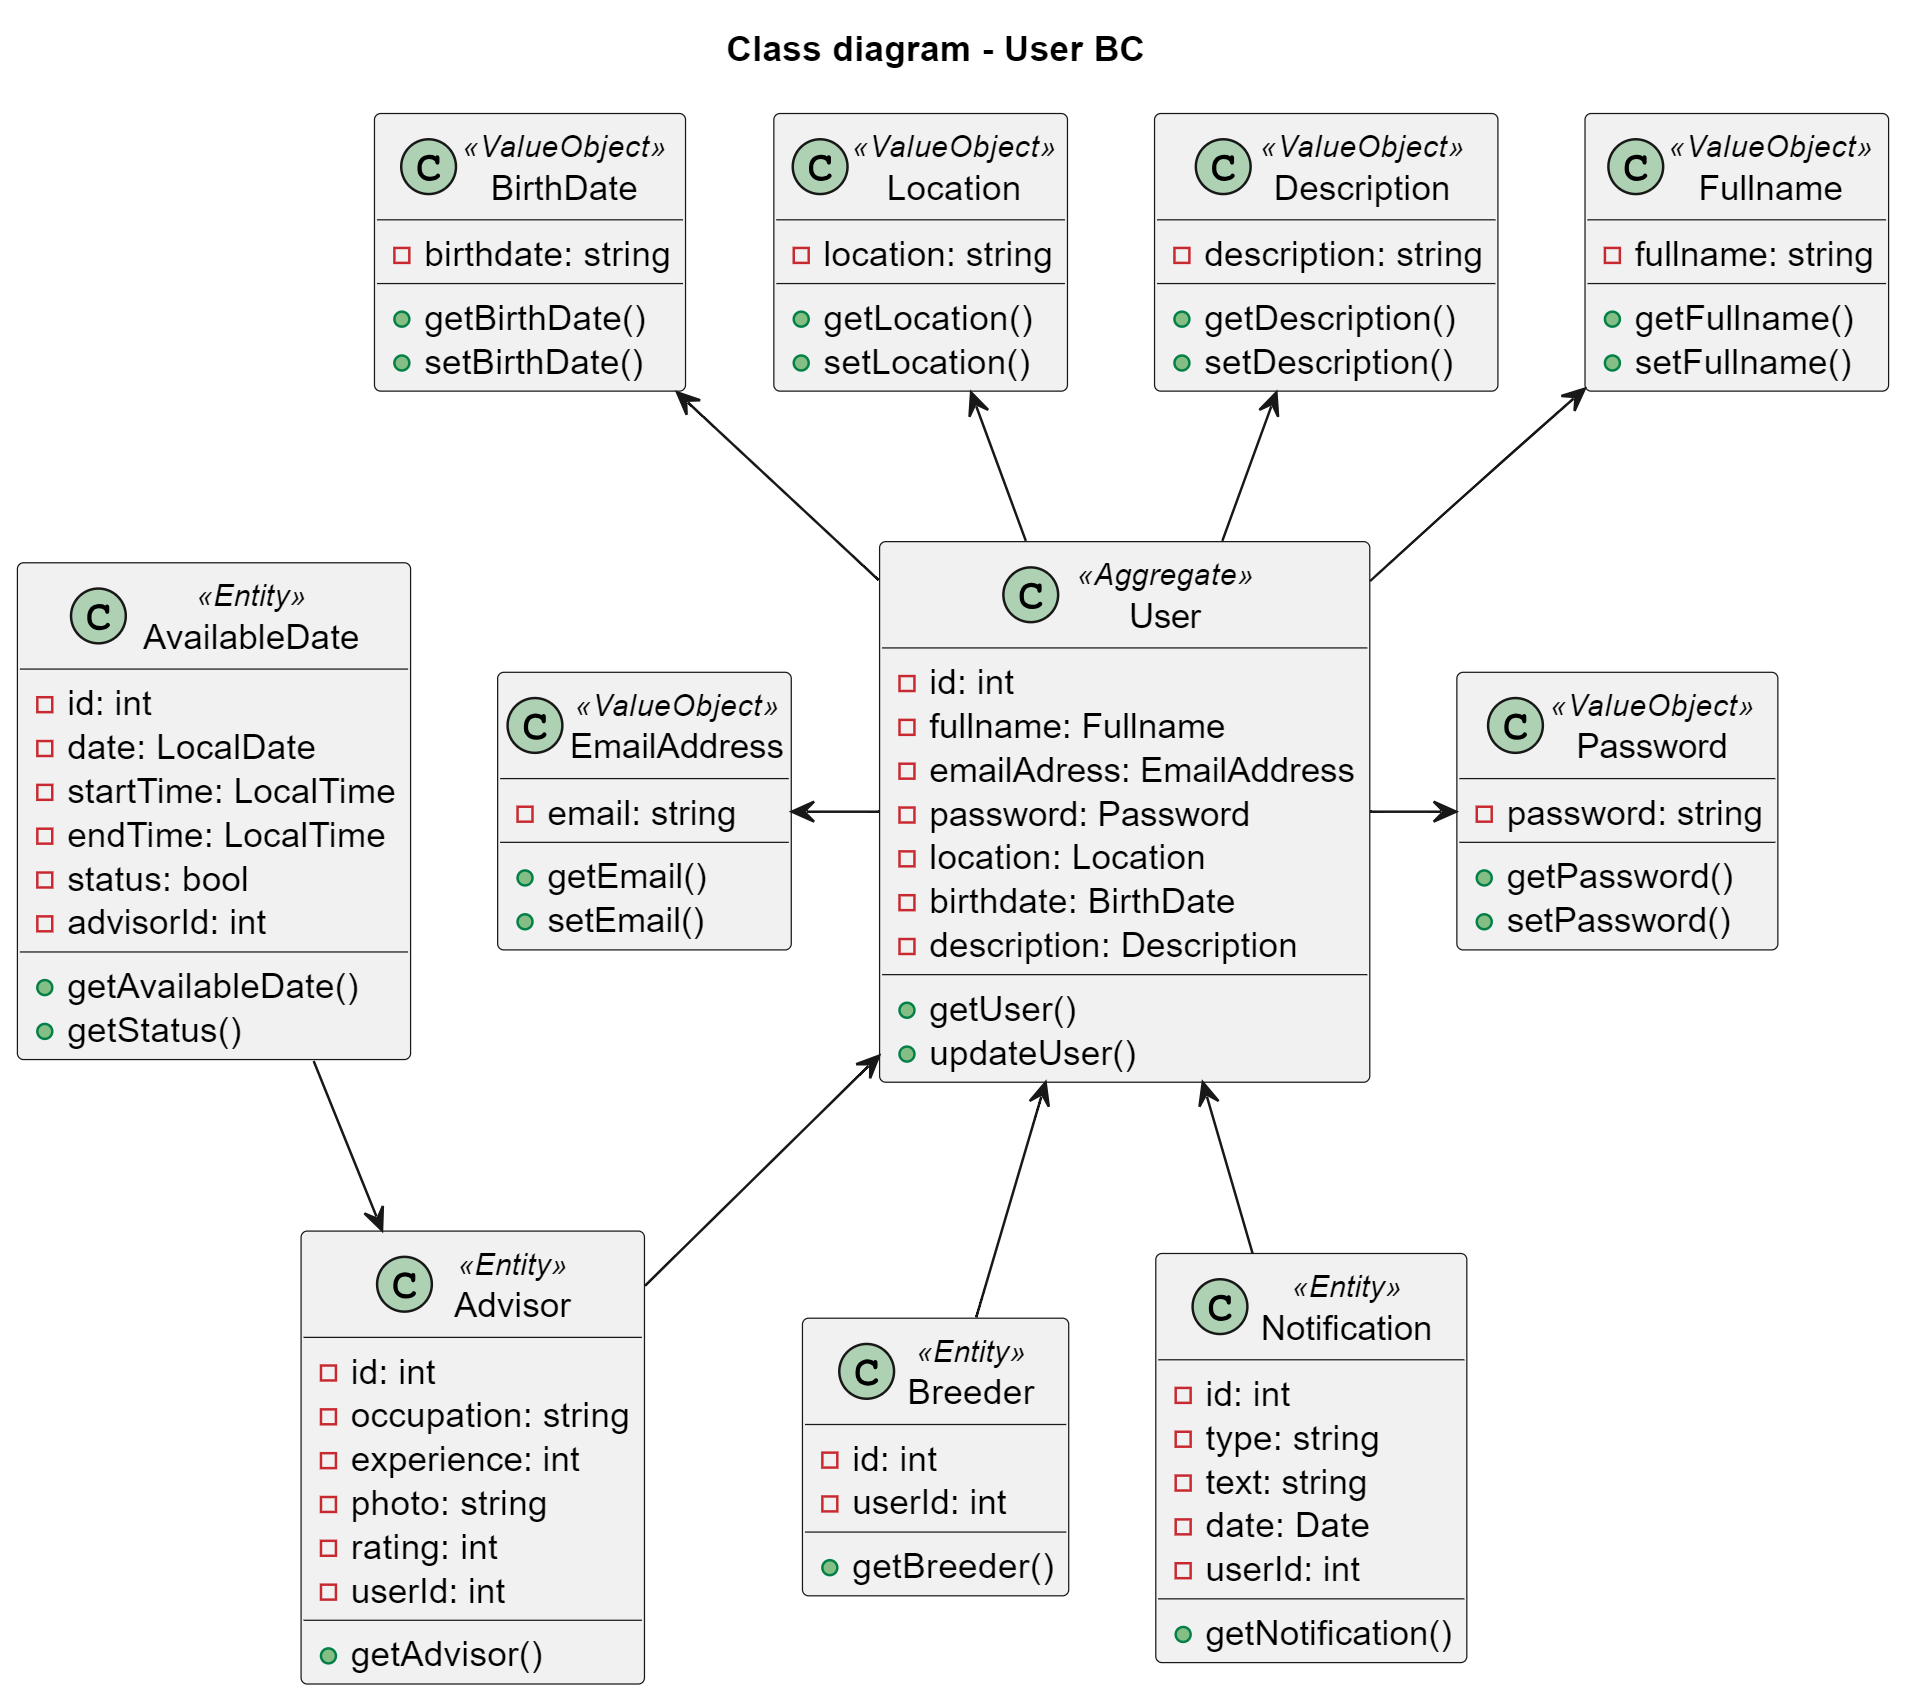 Class diagram - User BC
C
«ValueObject»
BirthDate
birthdate: string
getBirthDate()
setBirthDate()
C
«ValueObject»
Location
location: string
getLocation()
setLocation()
C
«ValueObject»
Description
description: string
getDescription()
setDescription()
C
«ValueObject»
Fullname
fullname: string
getFullname()
setFullname()
C
«Entity»
AvailableDate
id: int
date: LocalDate
startTime: LocalTime
endTime: LocalTime
status: bool
advisorId: int
getAvailableDate()
getStatus()
C
«ValueObject»
EmailAddress
email: string
getEmail()
setEmail()
C
«Aggregate»
User
id: int
fullname: Fullname
emailAdress: EmailAddress
password: Password
location: Location
birthdate: BirthDate
description: Description
getUser()
updateUser()
C
«ValueObject»
Password
password: string
getPassword()
setPassword()
C
«Entity»
Advisor
id: int
occupation: string
experience: int
photo: string
rating: int
userId: int
getAdvisor()
C
«Entity»
Breeder
id: int
userId: int
getBreeder()
C
«Entity»
Notification
id: int
type: string
text: string
date: Date
userId: int
getNotification()